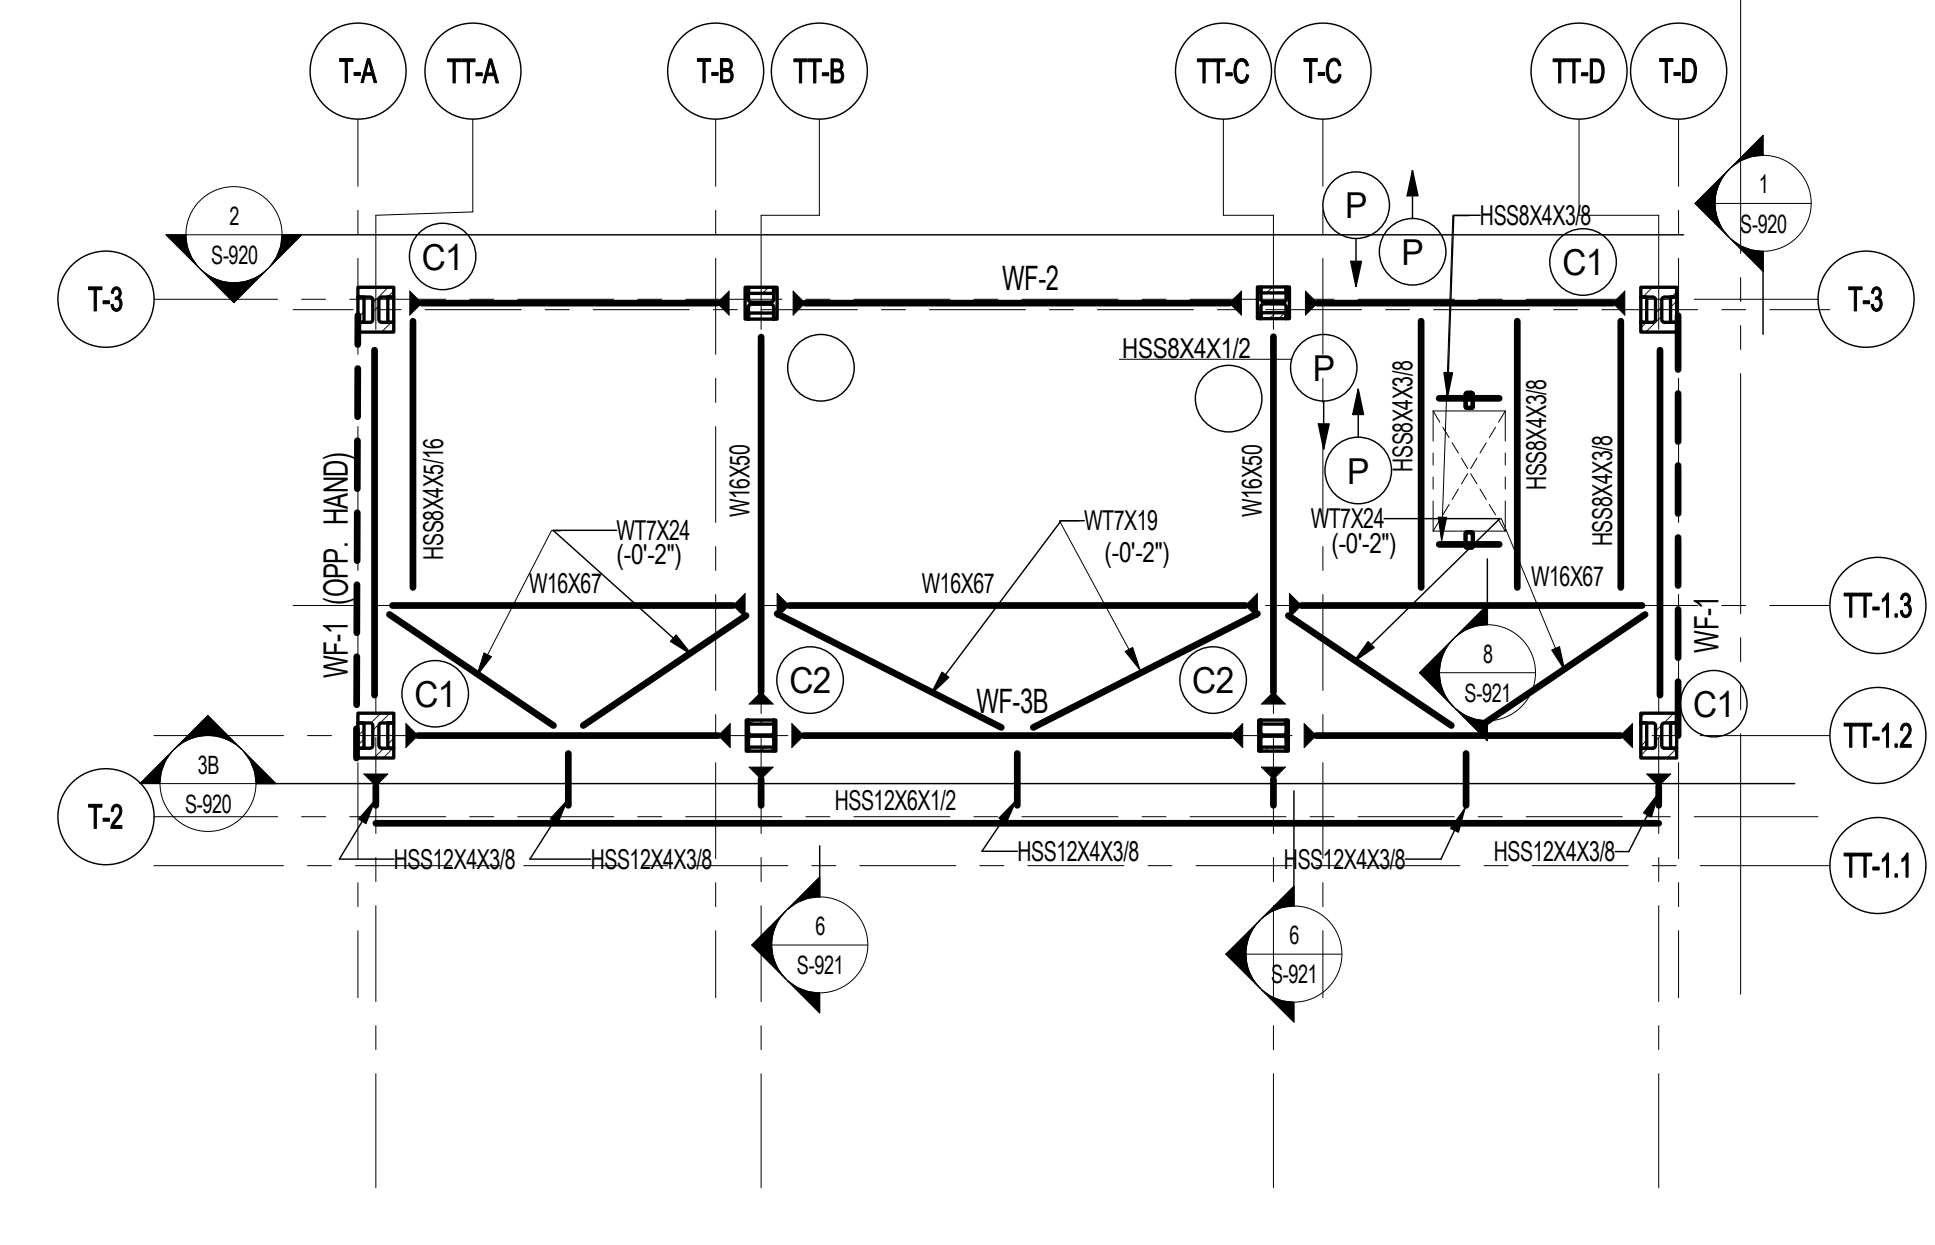 T-A
TT-A
T-B
TT-B
TT-C
T-C
TT-D
T-D
1
S-920
P
HSS8X4X3/8
2
S-920
C1
P
C1
T-3
WF-2
T-3
HSS8X4X1/2
P
HSS8X4X3/8
HSS8X4X3/8
HSS8X4X3/8
HSS8X4X5/16
W16X50
W16X50
P
WF-1 (OPP. HAND)
WT7X24
(-0'-2")
WT7X19
(-0'-2")
WT7X24
(-0'-2")
W16X67
W16X67
W16X67
TT-1.3
WF-1
8
S-921
C1
C2
C2
C1
WF-3B
TT-1.2
3B
S-920
T-2
HSS12X6X1/2
HSS12X4X3/8
HSS12X4X3/8
HSS12X4X3/8
HSS12X4X3/8
HSS12X4X3/8
TT-1.1
6
S-921
6
S-921